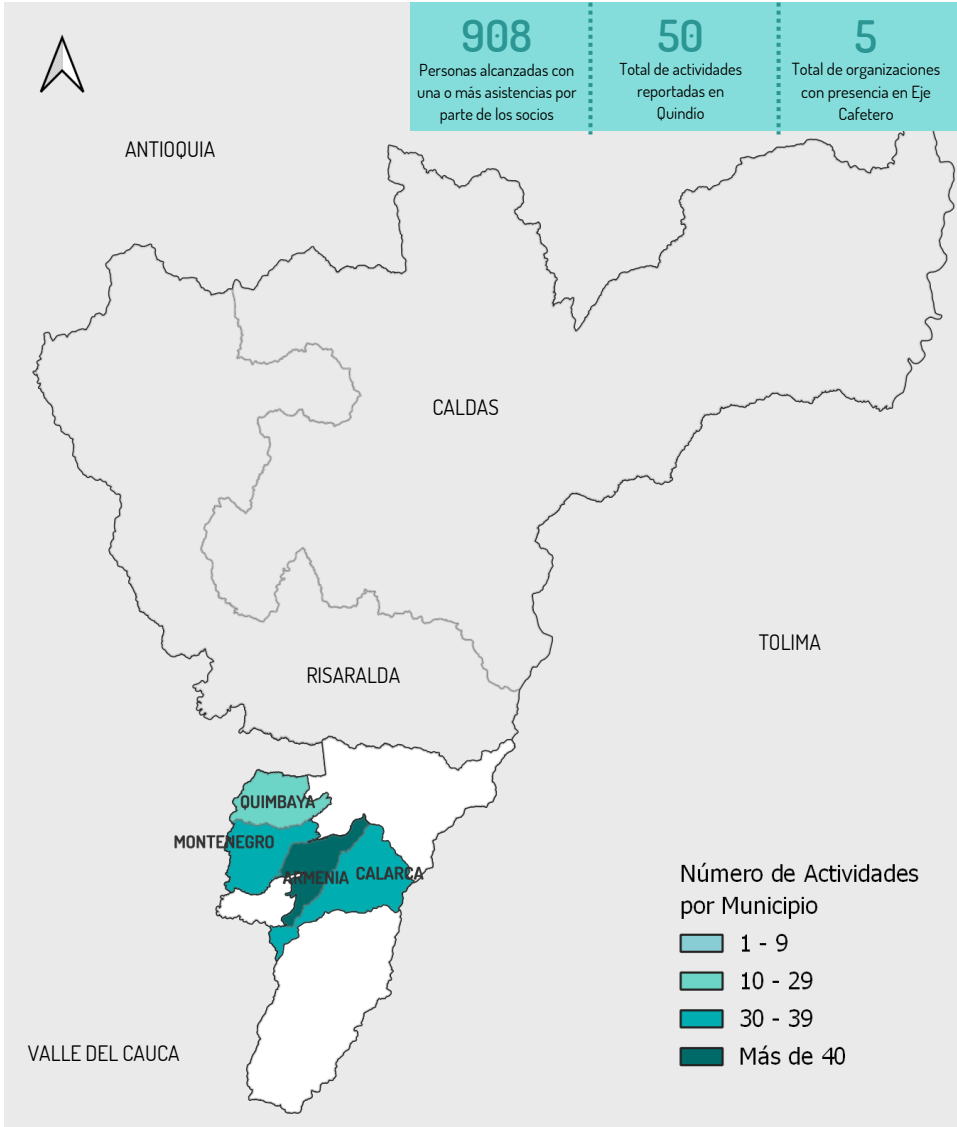 908
Personas alcanzadas con
una o más asistencias por
parte de los socios
50
Total de actividades
reportadas en
Quindío
5
Total de organizaciones
con presencia en Eje
Cafetero
ANTIOQUIA
CALDAS
TOLIMA
RISARALDA
QUIMBAYA
MONTENEGRO
ARMENIA
CALARCA
VALLE DEL CAUCA
Número de Actividades
por Municipio
1 - 9
10 - 29
30 - 39
Más de 40